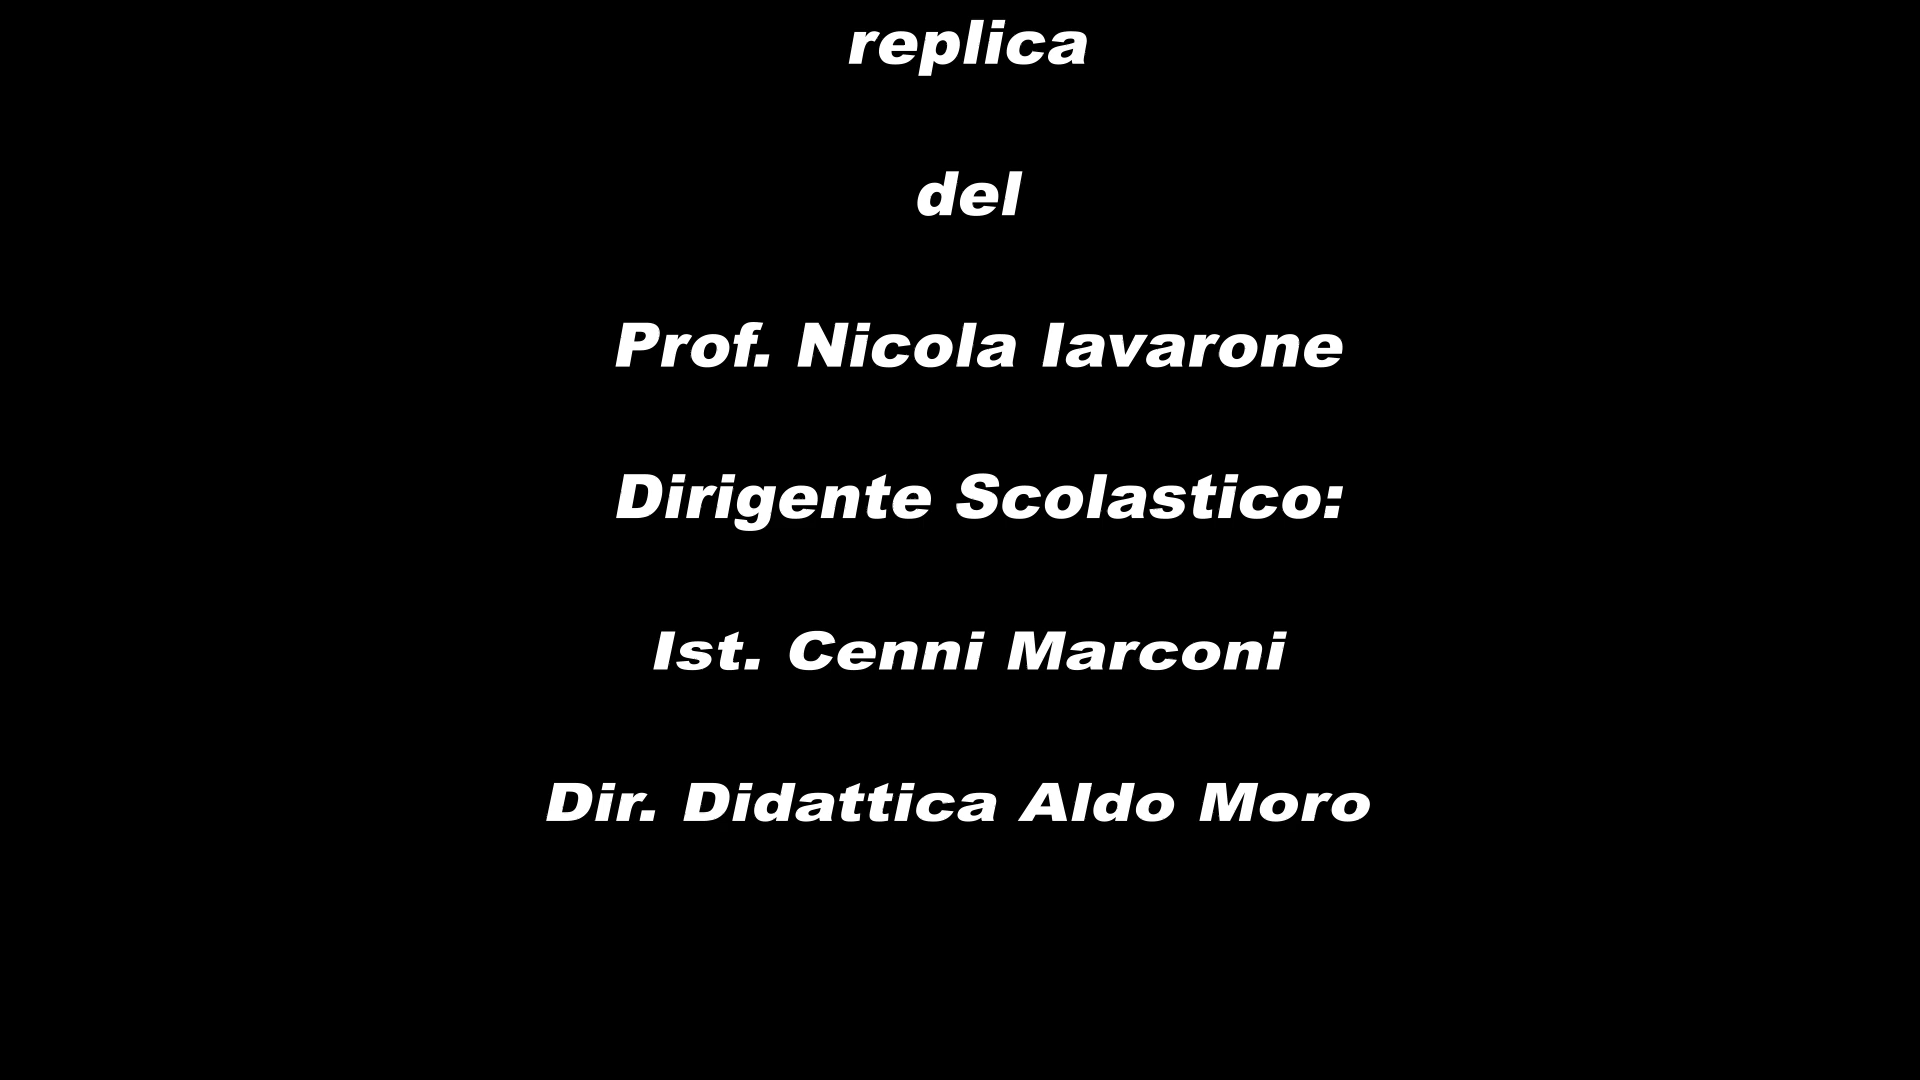 replica
del
Prof. Nicola Iavarone
Dirigente Scolastico:
Ist. Cenni Marconi
Dir. Didattica Aldo Moro